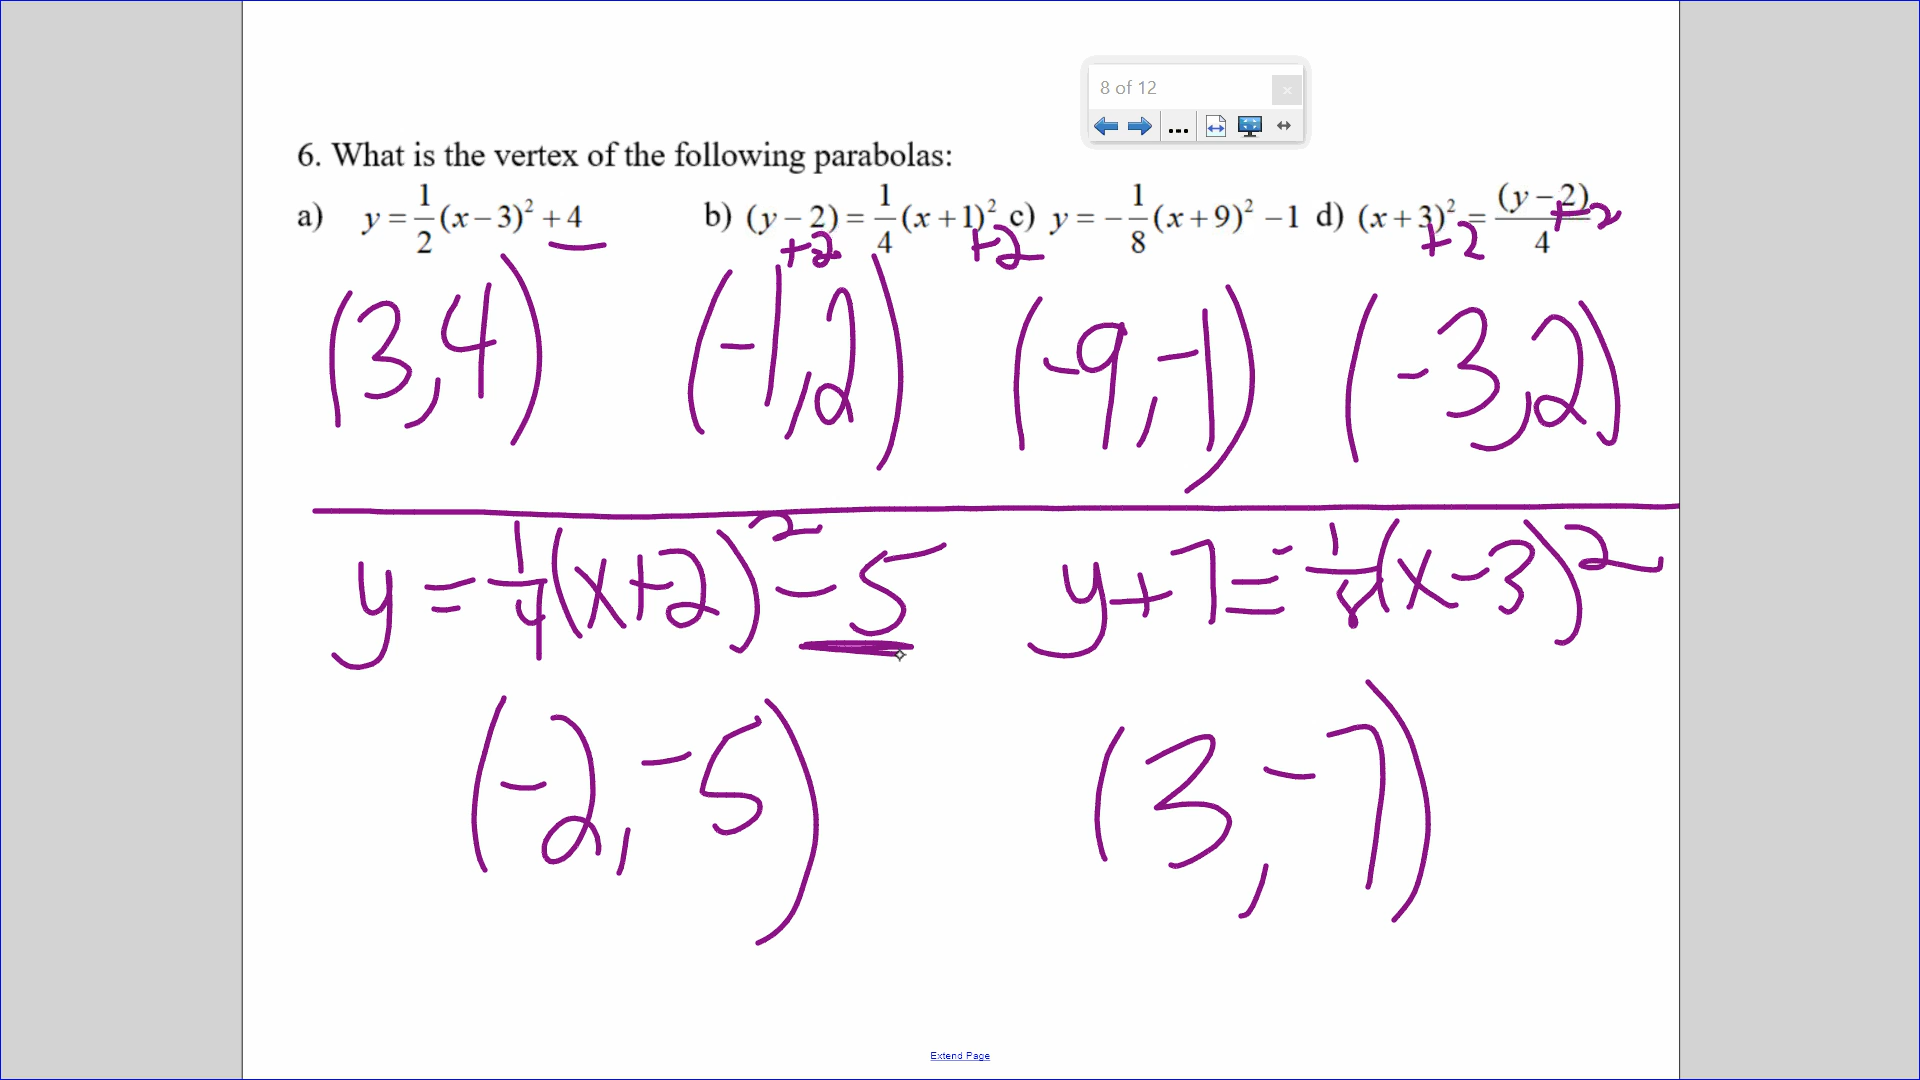 8 of 12
6. What is the vertex of the following parabolas:
a) y = 1/2 (x − 3)² + 4 b) (y − 2) = 1/4 (x + 1)² c) y = − 1/8 (x + 9)² − 1 d) (x + 3)² = (y − 2)/4
+2 +2 +2 +2
(3, 4) (−1, 2) (−9, −1) (−3, 2)
y = 1/4 (x + 2)² − 5 y + 7 = 1/8 (x − 3)²
(−2, −5) (3, −7)
Extend Page